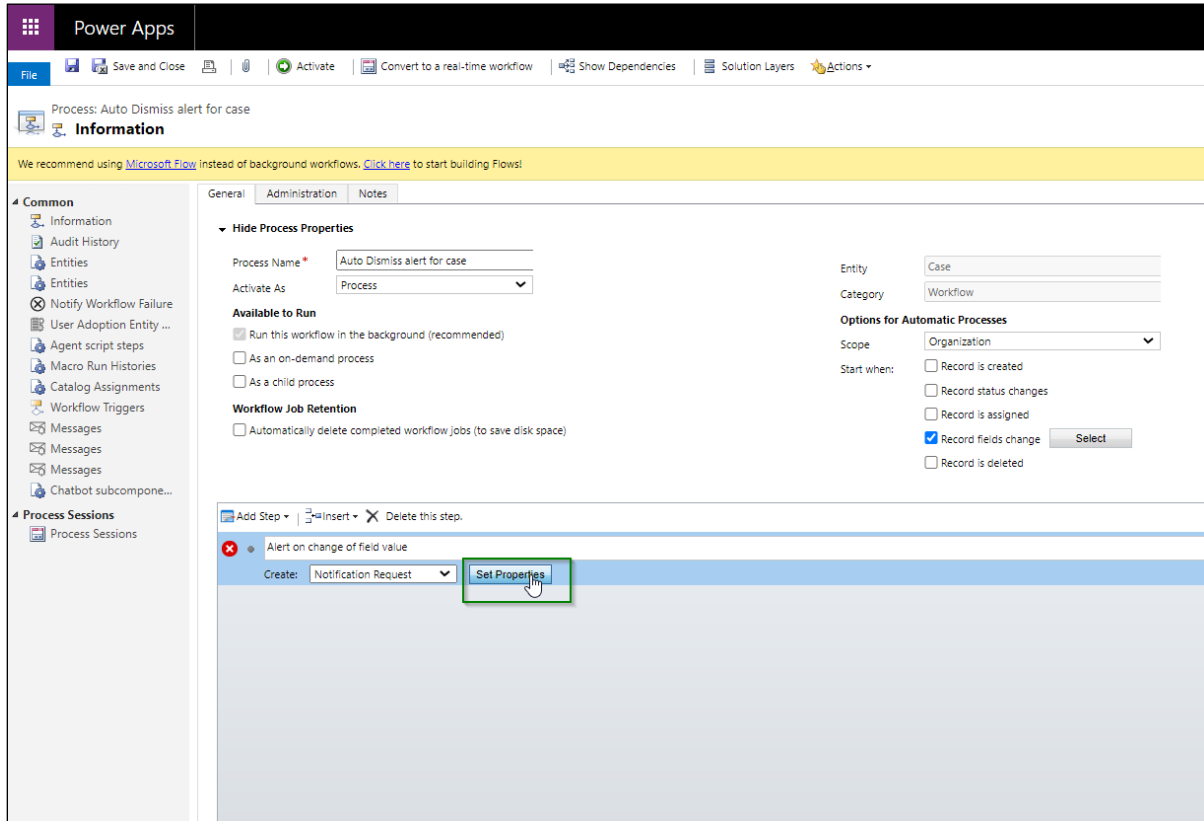 Power Apps
File
Save and Close
Activate
Convert to a real-time workflow
Show Dependencies
Solution Layers
Actions
Process: Auto Dismiss alert for case
Information
We recommend using Microsoft Flow instead of background workflows. Click here to start building Flows!
Common
Information
Audit History
Entities
Entities
Notify Workflow Failure
User Adoption Entity ...
Agent script steps
Macro Run Histories
Catalog Assignments
Workflow Triggers
Messages
Messages
Messages
Chatbot subcompone...
Process Sessions
Process Sessions
General Administration Notes
Hide Process Properties
Process Name* Auto Dismiss alert for case
Activate As Process
Available to Run
Run this workflow in the background (recommended)
As an on-demand process
As a child process
Workflow Job Retention
Automatically delete completed workflow jobs (to save disk space)
Entity Case
Category Workflow
Options for Automatic Processes
Scope Organization
Start when: Record is created
Record status changes
Record is assigned
Record fields change Select
Record is deleted
Add Step Insert Delete this step.
Alert on change of field value
Create: Notification Request Set Properties